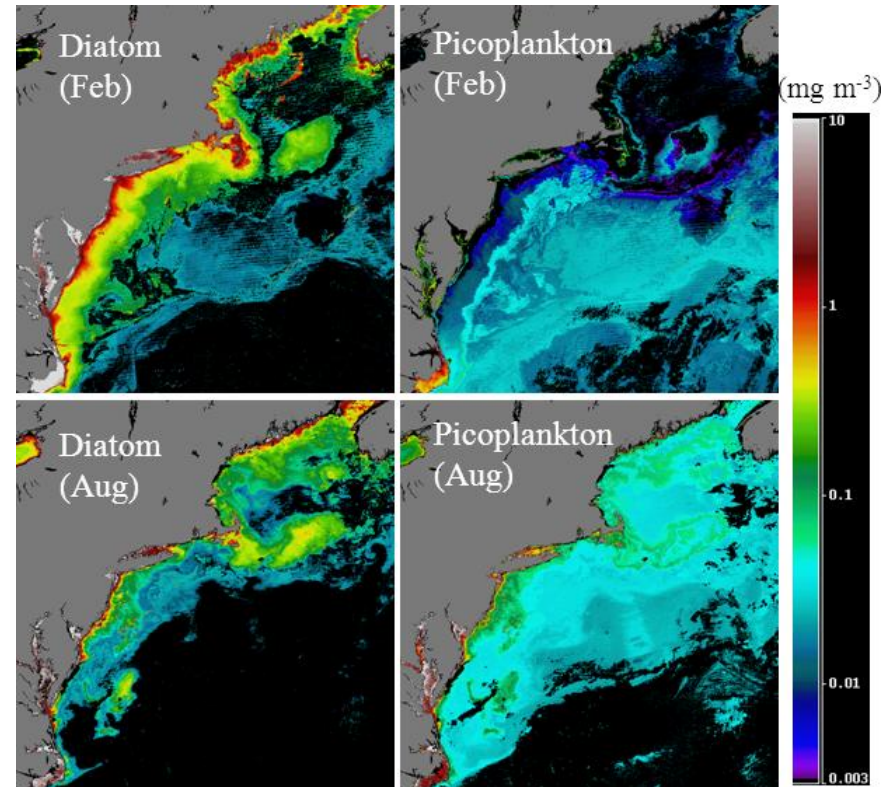 Diatom
(Feb)
Picoplankton
(Feb)
(mg m-3)
10
1
0.1
0.01
0.003
Diatom
(Aug)
Picoplankton
(Aug)